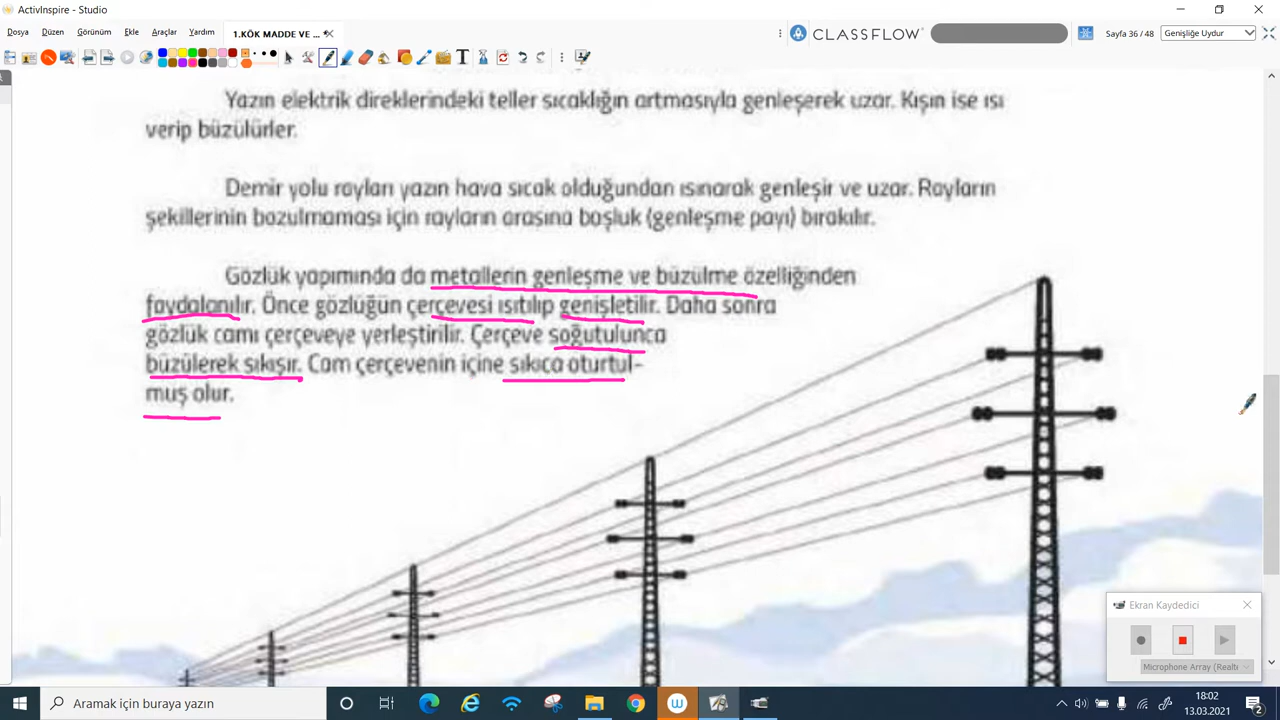 ActivInspire - Studio
Dosya Düzen Görünüm Ekle Araçlar Yardım 1.KÖK MADDE VE ... CLASSFLOW Sayfa 36 / 48 Genişliğe Uydur
Yazın elektrik direklerindeki teller sıcaklığın artmasıyla genleşerek uzar. Kışın ise ısı
verip büzülürler.
Demir yolu rayları yazın hava sıcak olduğundan ısınarak genleşir ve uzar. Rayların
şekillerinin bozulmaması için rayların arasına boşluk (genleşme payı) bırakılır.
Gözlük yapımında da metallerin genleşme ve büzülme özelliğinden
faydalanılır. Önce gözlüğün çerçevesi ısıtılıp genişletilir. Daha sonra
gözlük camı çerçeveye yerleştirilir. Çerçeve soğutulunca
büzülerek sıkışır. Cam çerçevenin içine sıkıca oturtul-
muş olur.
Ekran Kaydedici
Microphone Array (Realt
Aramak için buraya yazın
18:02
13.03.2021
2